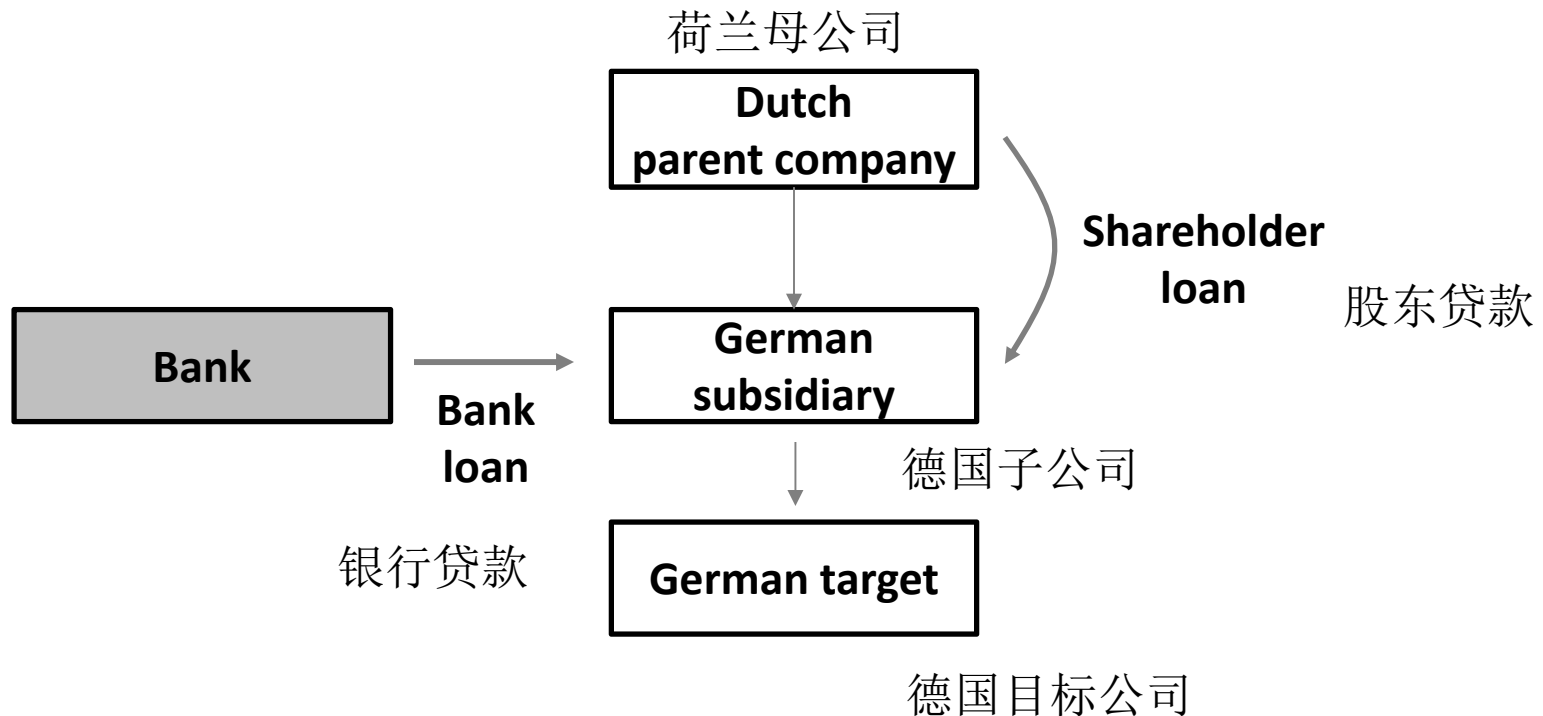 荷兰母公司
Dutch
parent company
Shareholder
loan
股东贷款
Bank
Bank
loan
银行贷款
German
subsidiary
德国子公司
German target
德国目标公司